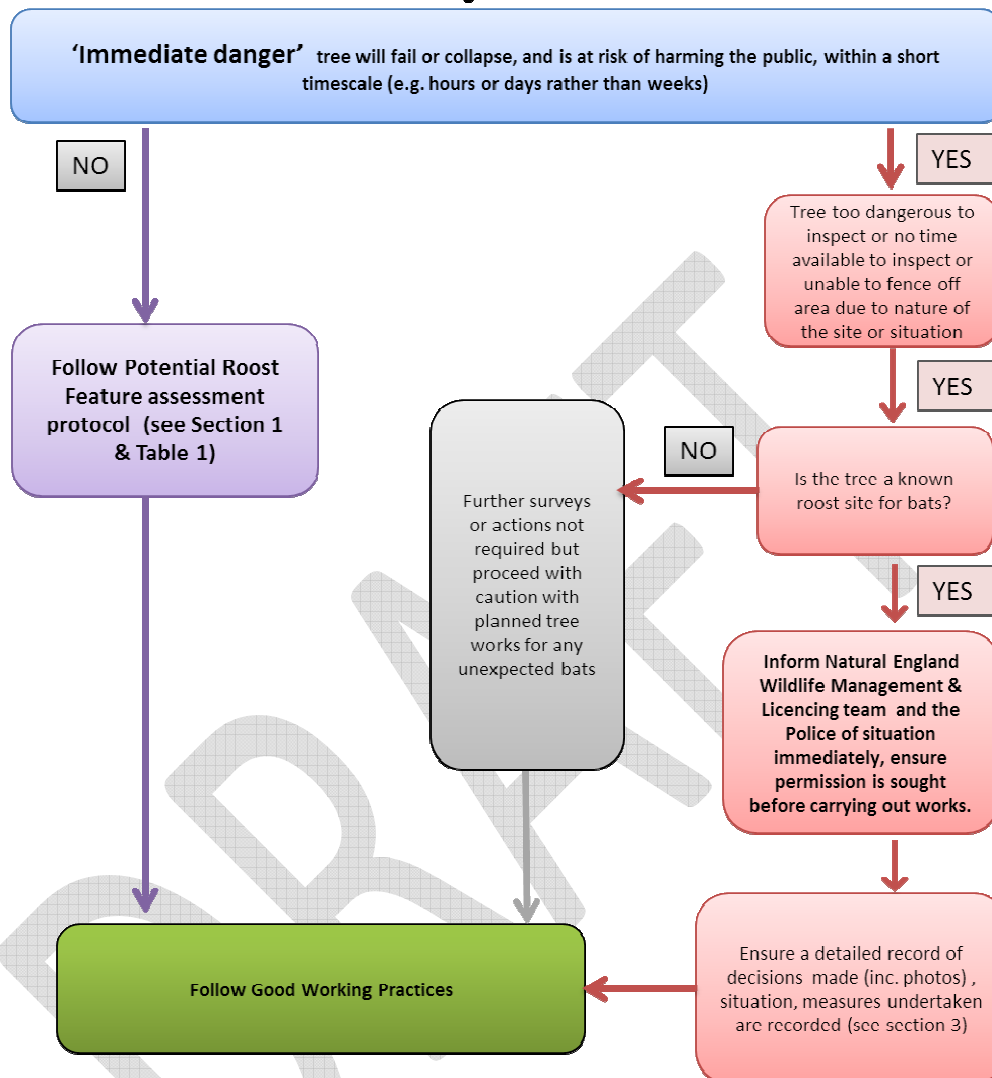 ‘Immediate danger’ tree will fail or collapse, and is at risk of harming the public, within a short
timescale (e.g. hours or days rather than weeks)
NO
YES
Tree too dangerous to
inspect or no time
available to inspect or
unable to fence off
area due to nature of
the site or situation
Follow Potential Roost
Feature assessment
protocol (see Section 1
& Table 1)
YES
NO
Is the tree a known
roost site for bats?
Further surveys
or actions not
required but
proceed with
caution with
planned tree
works for any
unexpected bats
YES
Inform Natural England
Wildlife Management &
Licencing team and the
Police of situation
immediately, ensure
permission is sought
before carrying out works.
Ensure a detailed record of
decisions made (inc. photos) ,
situation, measures undertaken
are recorded (see section 3)
Follow Good Working Practices
DRAFT